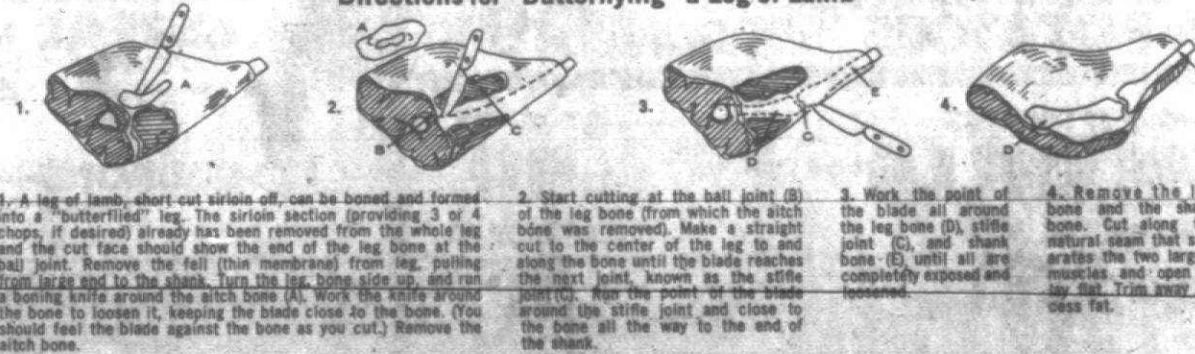 Directions for "Butterflying" a Leg of Lamb
1.
A
2.
A
B
C
3.
E
C
D
4.
D
1. A leg of lamb, short cut sirloin off, can be boned and formed
into a "butterflied" leg. The sirloin section (providing 3 or 4
chops, if desired) already has been removed from the whole leg
and the cut face should show the end of the leg bone at the
ball joint. Remove the fell (thin membrane) from leg, pulling
from large end to the shank. Turn the leg, bone side up, and run
a boning knife around the aitch bone (A). Work the knife around
the bone to loosen it, keeping the blade close to the bone. (You
should feel the blade against the bone as you cut.) Remove the
aitch bone.
2. Start cutting at the ball joint (B)
of the leg bone (from which the aitch
bone was removed). Make a straight
cut to the center of the leg to and
along the bone until the blade reaches
the next joint, known as the stifle
joint (C). Run the point of the blade
around the stifle joint and close to
the bone all the way to the end of
the shank.
3. Work the point of
the blade all around
the leg bone (D), stifle
joint (C), and shank
bone (E) until all are
completely exposed and
loosened.
4. Remove the
bone and the
bone. Cut along
natural seam that
arates the two
muscles and open
lay flat. Trim away
cess fat.